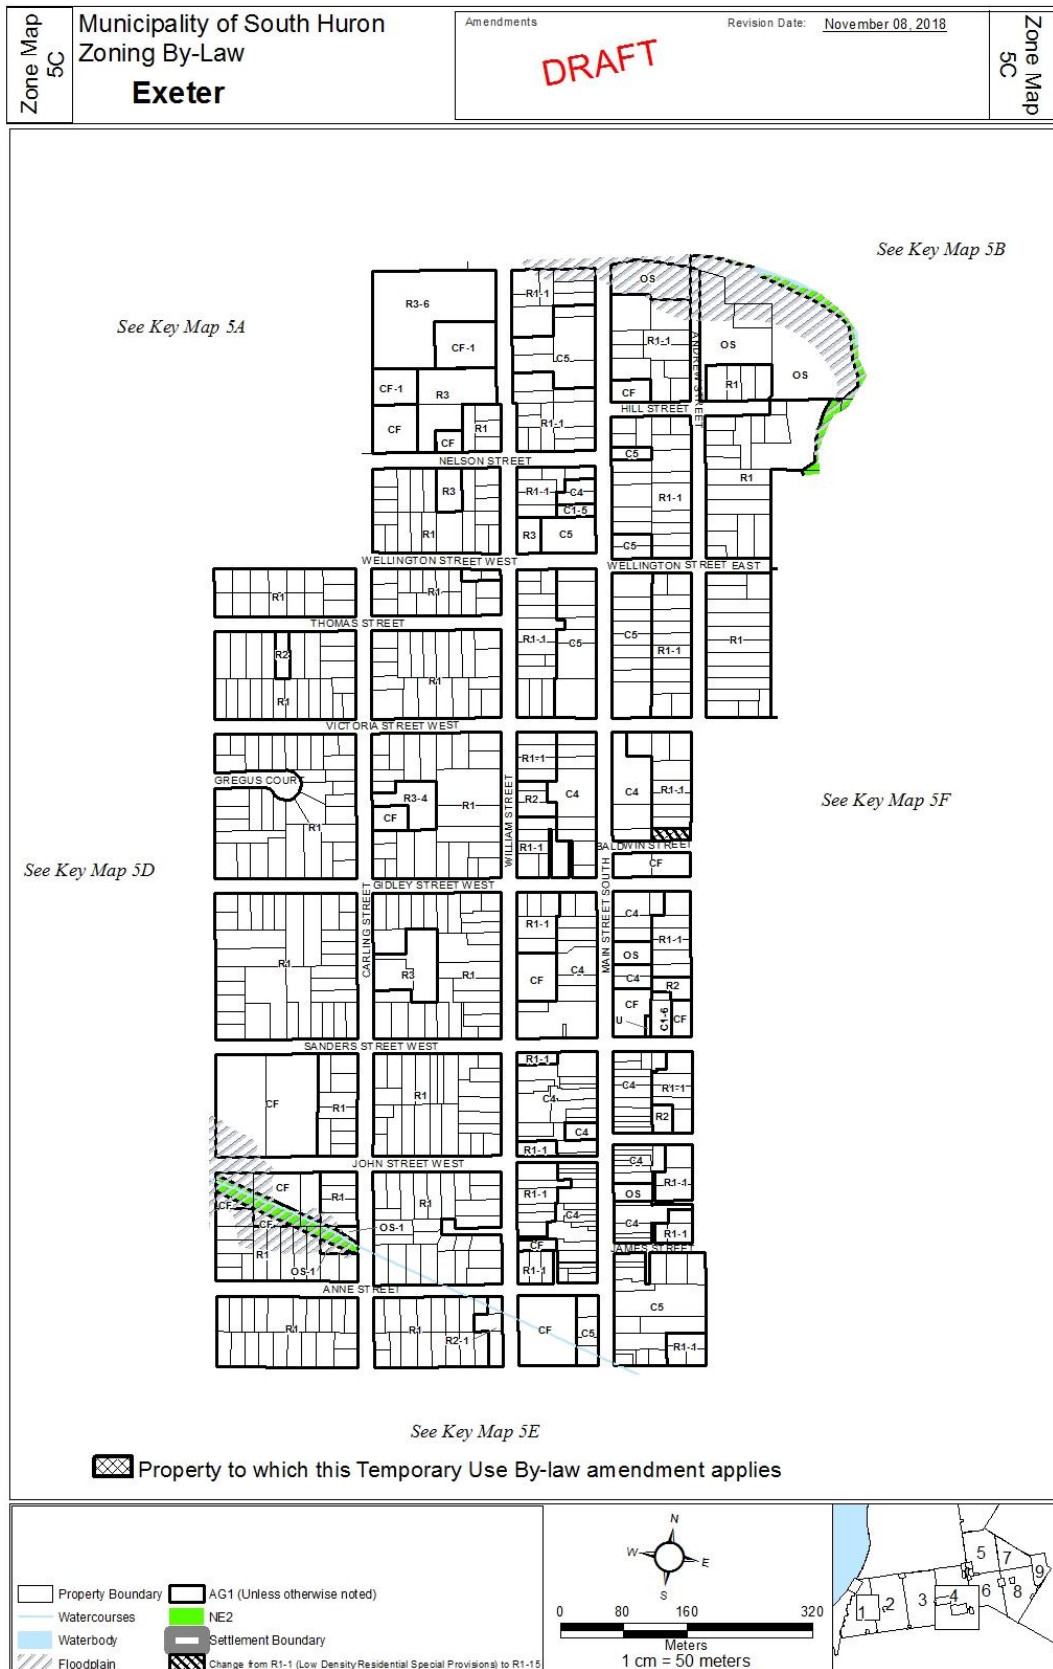 Zone Map
5C
Municipality of South Huron
Zoning By-Law
Exeter
Amendments
Revision Date: November 08, 2018
DRAFT
Zone Map
5C
See Key Map 5B
See Key Map 5A
OS
R1-1
R3-6
R1-1
CF-1
C5
OS
OS
ANDREW STREET
CF-1
R3
R1
CF
HILL STREET
CF
CF
R1
R1-1
NELSON STREET
C5
R1
R3
R1-1
C4
R1-1
C1-5
R1
R3
C5
C5
WELLINGTON STREET WEST
WELLINGTON STREET EAST
R1
R1
THOMAS STREET
R2
R1-1
C5
C5
R1-1
R1
R1
R1
VICTORIA STREET WEST
R1-1
GREGUS COURT
R3-4
R1
R2
C4
C4
R1-1
CF
R1
WILLIAM STREET
R1-1
BALDWIN STREET
CF
See Key Map 5F
See Key Map 5D
GIDLEY STREET WEST
CARLING STREET
MAIN STREET SOUTH
C4
R1-1
R1-1
OS
R1
R3
R1
CF
C4
C4
R2
CF
U
C1-6
CF
SANDERS STREET WEST
R1-1
CF
R1
R1
C4
C4
R1-1
R2
C4
R1-1
JOHN STREET WEST
C4
CF
R1
R1
R1-1
R1-1
OS
CF
CF
OS-1
C4
C4
R1
CF
R1-1
JAMES STREET
OS-1
R1-1
ANNE STREET
C5
R1
R1
R2-1
CF
C5
R1-1
See Key Map 5E
Property to which this Temporary Use By-law amendment applies
Property Boundary
AG1 (Unless otherwise noted)
Watercourses
NE2
Waterbody
Settlement Boundary
Floodplain
Change from R1-1 (Low Density Residential Special Provisions) to R1-15
N
W
E
S
0 80 160 320
Meters
1 cm = 50 meters
5
7
9
1
2
3
4
6
8